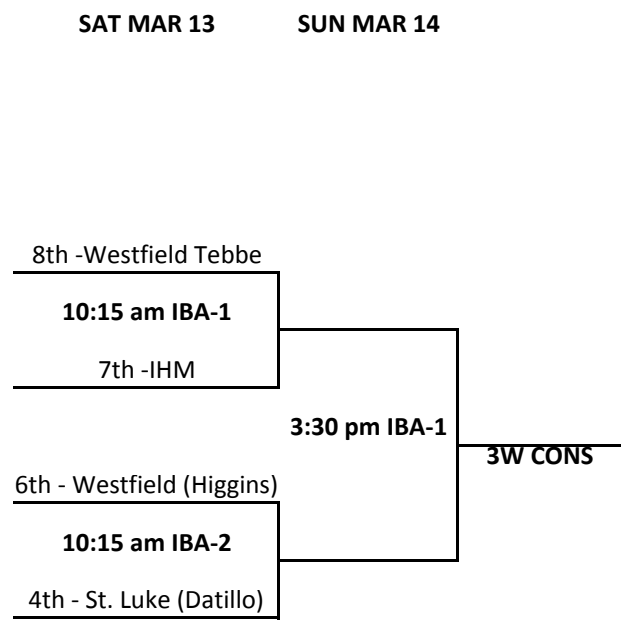 SAT MAR 13 SUN MAR 14
8th -Westfield Tebbe
10:15 am IBA-1
7th -IHM
3:30 pm IBA-1
3W CONS
6th - Westfield (Higgins)
10:15 am IBA-2
4th - St. Luke (Datillo)